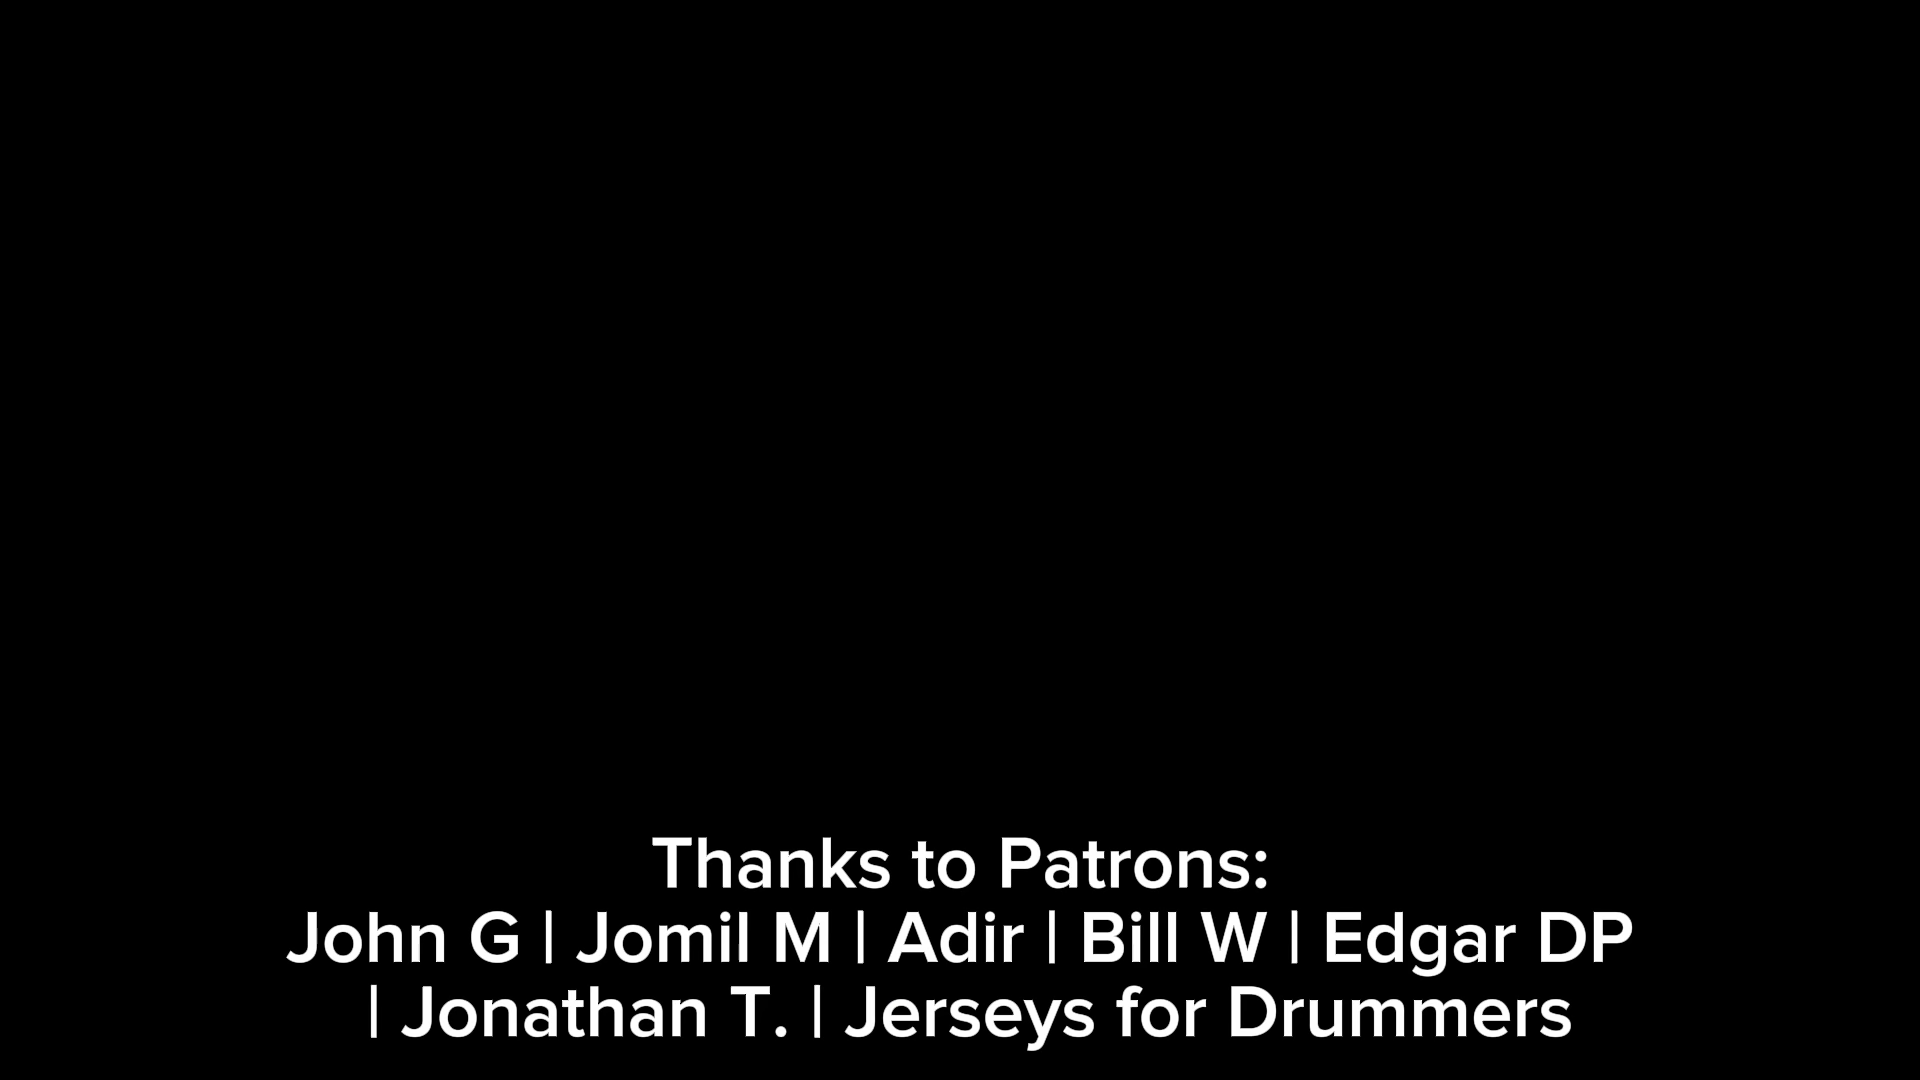 Thanks to Patrons:
John G | Jomil M | Adir | Bill W | Edgar DP
| Jonathan T. | Jerseys for Drummers